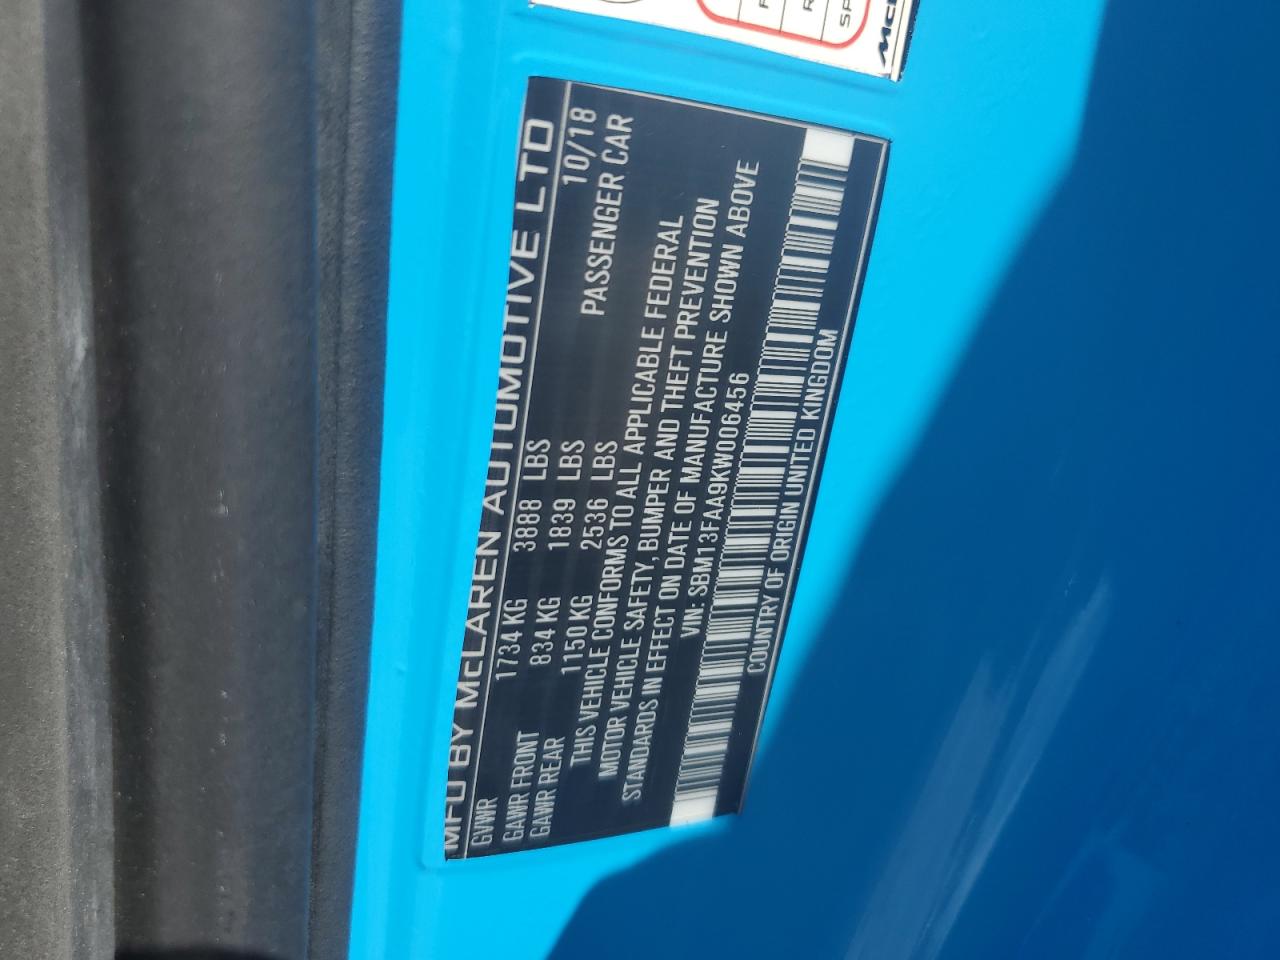 MFD BY McLAREN AUTOMOTIVE LTD
GVWR 1734 KG 3888 LBS 10/18
GAWR FRONT 834 KG 1839 LBS PASSENGER CAR
GAWR REAR 1150 KG 2536 LBS
THIS VEHICLE CONFORMS TO ALL APPLICABLE FEDERAL
MOTOR VEHICLE SAFETY, BUMPER AND THEFT PREVENTION
STANDARDS IN EFFECT ON DATE OF MANUFACTURE SHOWN ABOVE
VIN: SBM13FAA9KW006456
COUNTRY OF ORIGIN UNITED KINGDOM